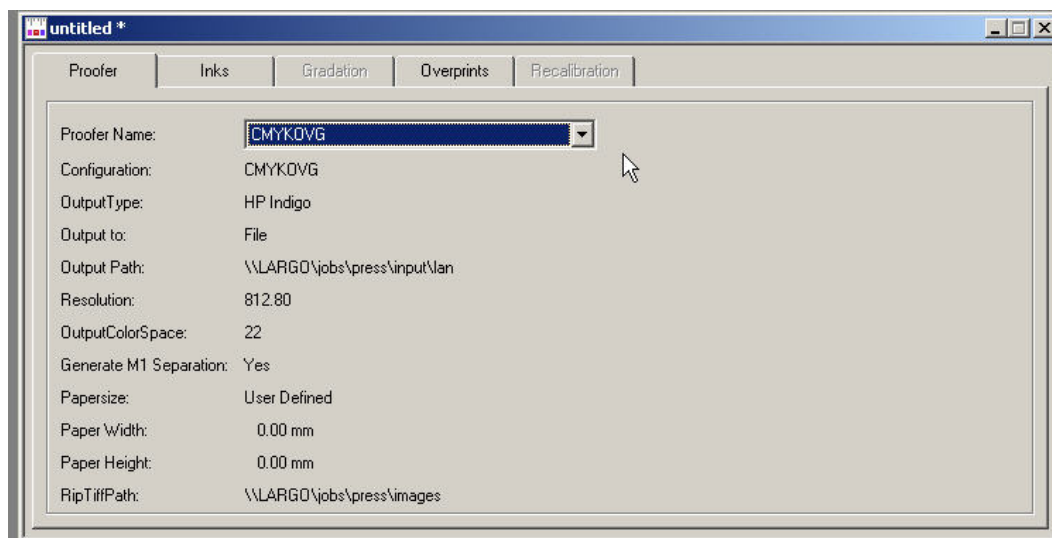 untitled *
Proofer Inks Gradation Overprints Recalibration
Proofer Name: CMYKOVG
Configuration: CMYKOVG
OutputType: HP Indigo
Output to: File
Output Path: \\LARGO\jobs\press\input\lan
Resolution: 812.80
OutputColorSpace: 22
Generate M1 Separation: Yes
Papersize: User Defined
Paper Width: 0.00 mm
Paper Height: 0.00 mm
RipTiffPath: \\LARGO\jobs\press\images